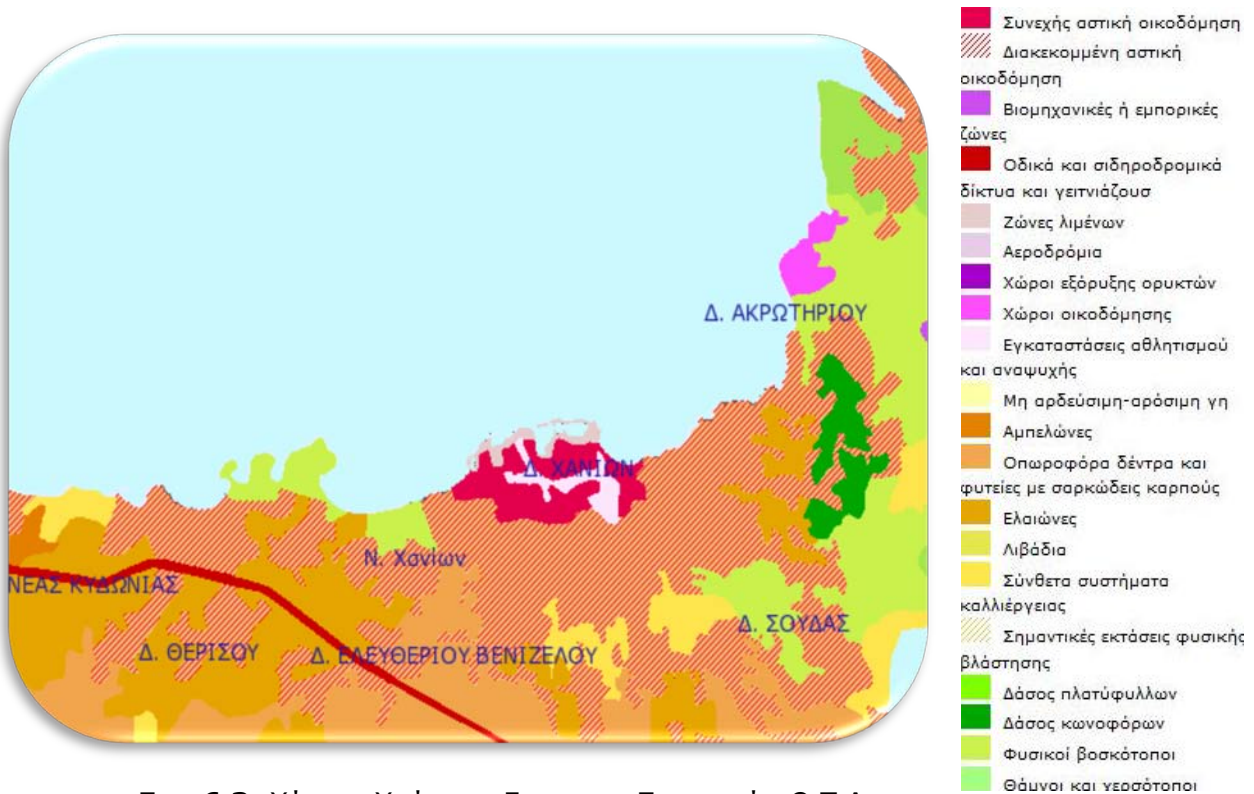 Συνεχής αστική οικοδόμηση
Διακεκομμένη αστική
οικοδόμηση
Βιομηχανικές ή εμπορικές
ζώνες
Οδικά και σιδηροδρομικά
δίκτυα και γειτνιάζουσ
Ζώνες λιμένων
Αεροδρόμια
Χώροι εξόρυξης ορυκτών
Χώροι οικοδόμησης
Εγκαταστάσεις αθλητισμού
και αναψυχής
Μη αρδεύσιμη-αρόσιμη γη
Αμπελώνες
Οπωροφόρα δέντρα και
φυτείες με σαρκώδεις καρπούς
Ελαιώνες
Λιβάδια
Σύνθετα συστήματα
καλλιέργειας
Σημαντικές εκτάσεις φυσικής
βλάστησης
Δάσος πλατύφυλλων
Δάσος κωνοφόρων
Φυσικοί βοσκότοποι
Θάμνοι και χερσότοποι
Δ. ΑΚΡΩΤΗΡΙΟΥ
Δ. ΧΑΝΙΩΝ
Ν. Χανίων
ΝΕΑΣ ΚΥΔΩΝΙΑΣ
Δ. ΣΟΥΔΑΣ
Δ. ΘΕΡΙΣΟΥ
Δ. ΕΛΕΥΘΕΡΙΟΥ ΒΕΝΙΖΕΛΟΥ